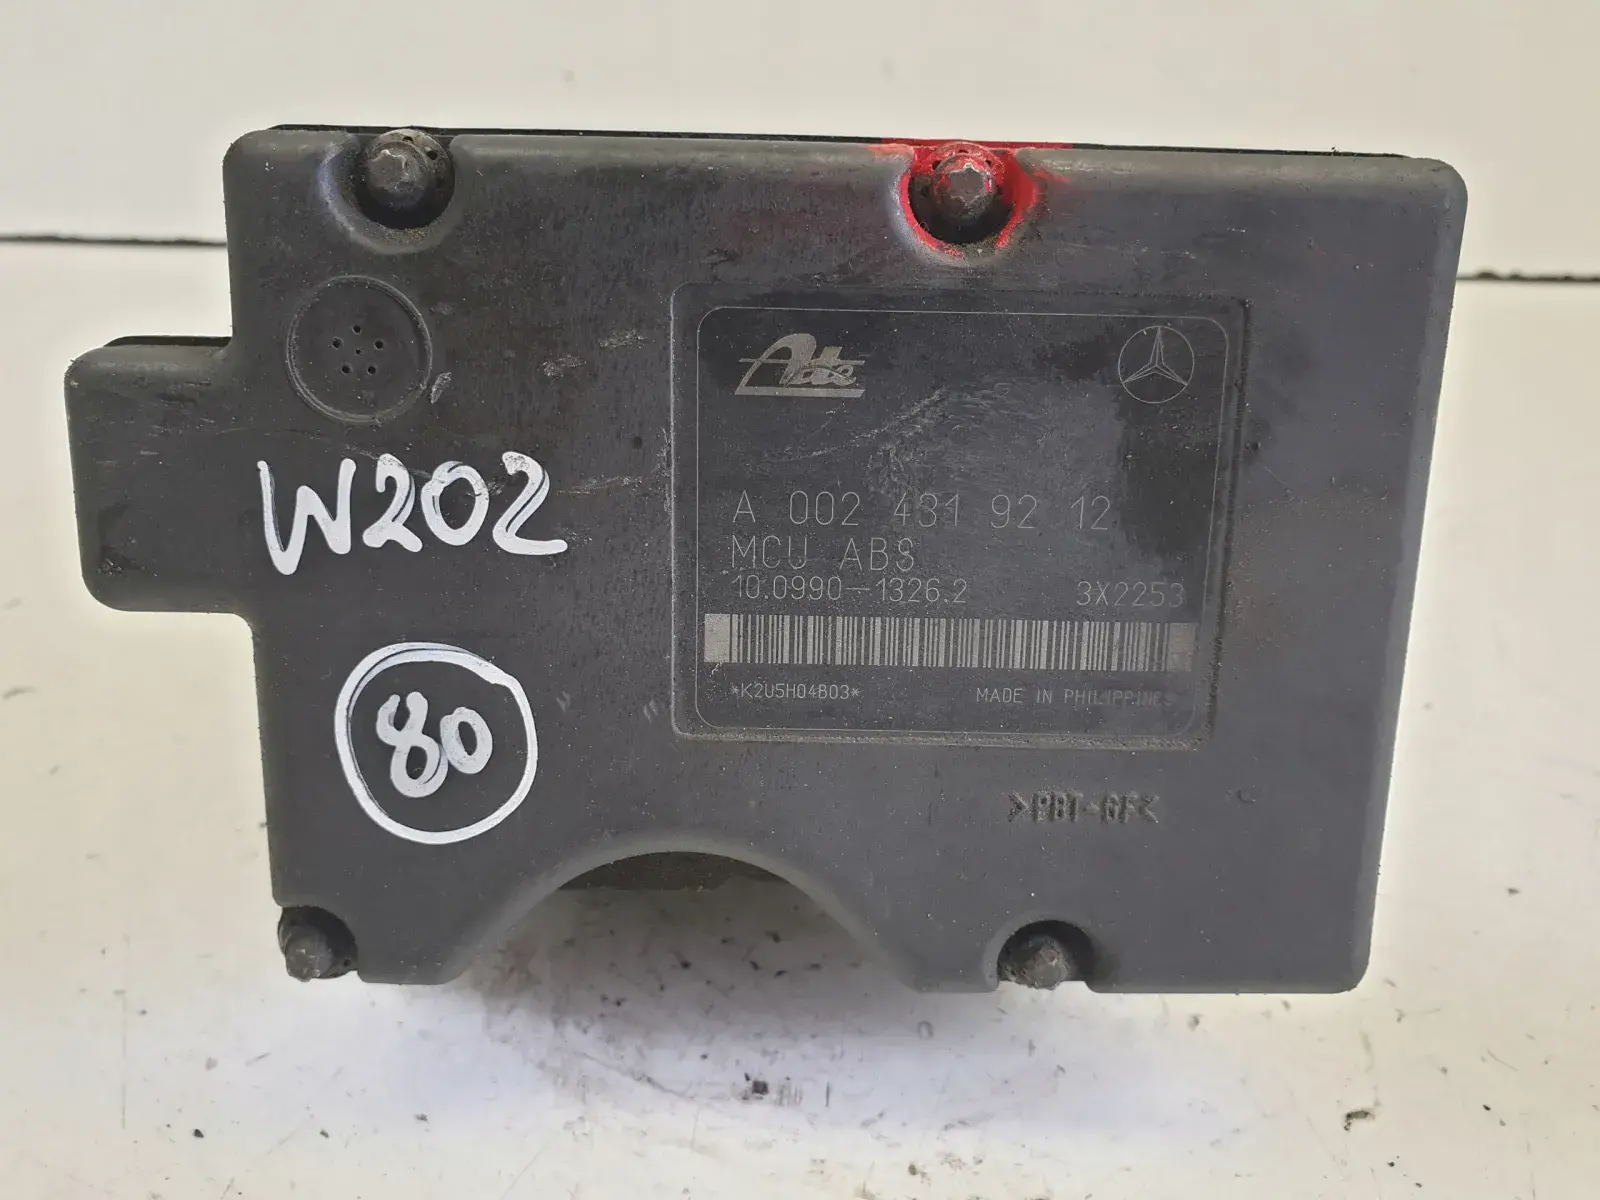 Ate
W202
A 002 431 92 12
MCU ABS
10.0990-1326.2 3X2253
*K2U5H04B03* MADE IN PHILIPPINES
80
>PBT-GF<